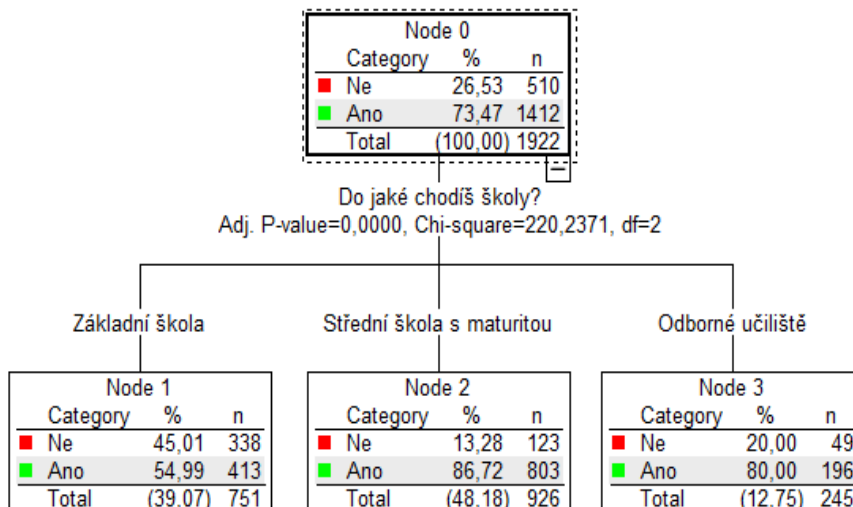 Node 0
Category % n
Ne 26,53 510
Ano 73,47 1412
Total (100,00) 1922
Do jaké chodíš školy?
Adj. P-value=0,0000, Chi-square=220,2371, df=2
Základní škola
Střední škola s maturitou
Odborné učiliště
Node 1
Category % n
Ne 45,01 338
Ano 54,99 413
Total (39,07) 751
Node 2
Category % n
Ne 13,28 123
Ano 86,72 803
Total (48,18) 926
Node 3
Category % n
Ne 20,00 49
Ano 80,00 196
Total (12,75) 245